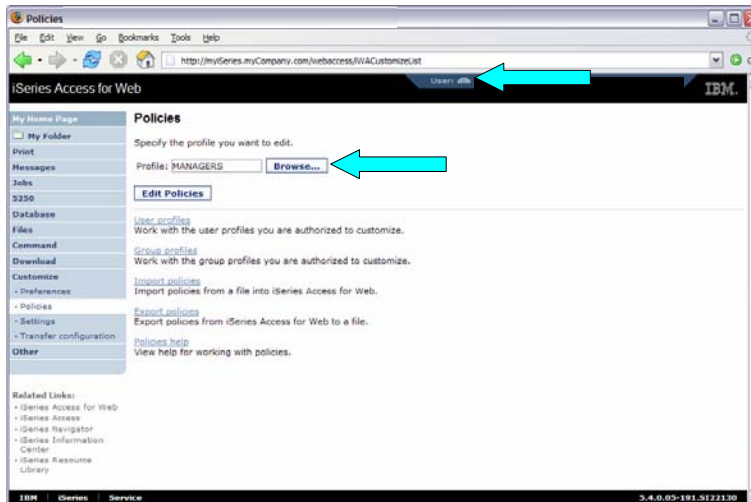 Policies
File Edit View Go Bookmarks Tools Help
http://myiSeries.myCompany.com/webaccess/iWACustomizeList
iSeries Access for Web
User: dlb
IBM.
My Home Page
My Folder
Print
Messages
Jobs
5250
Database
Files
Command
Download
Customize
- Preferences
- Policies
- Settings
- Transfer configuration
Other
Related Links:
• iSeries Access for Web
• iSeries Access
• iSeries Navigator
• iSeries Information
Center
• iSeries Resource
Library
Policies
Specify the profile you want to edit.
Profile: MANAGERS Browse...
Edit Policies
User profiles
Work with the user profiles you are authorized to customize.
Group profiles
Work with the group profiles you are authorized to customize.
Import policies
Import policies from a file into iSeries Access for Web.
Export policies
Export policies from iSeries Access for Web to a file.
Policies help
View help for working with policies.
IBM | iSeries | Service
5.4.0.05-191.S122130